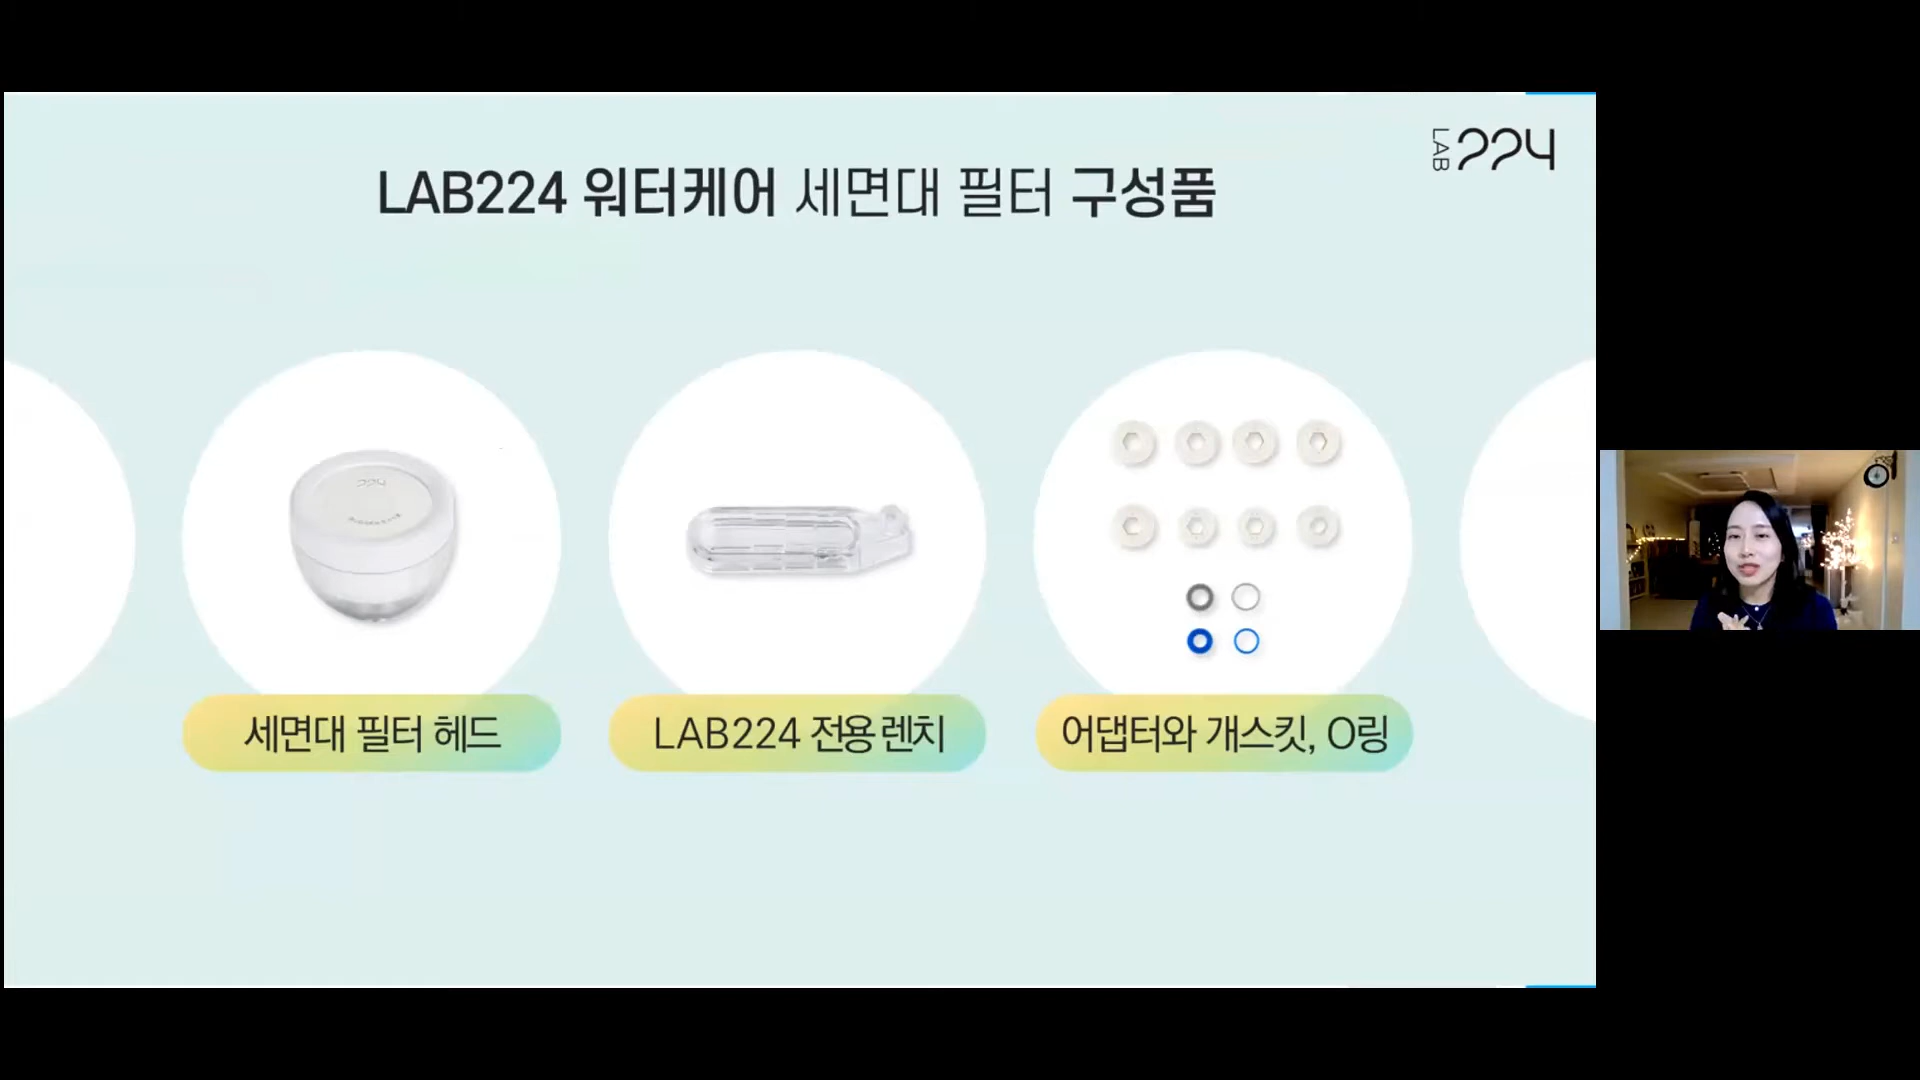 LAB224
LAB224 워터케어 세면대 필터 구성품
224
세면대 필터 헤드
LAB224 전용 렌치
어댑터와 개스킷, O링